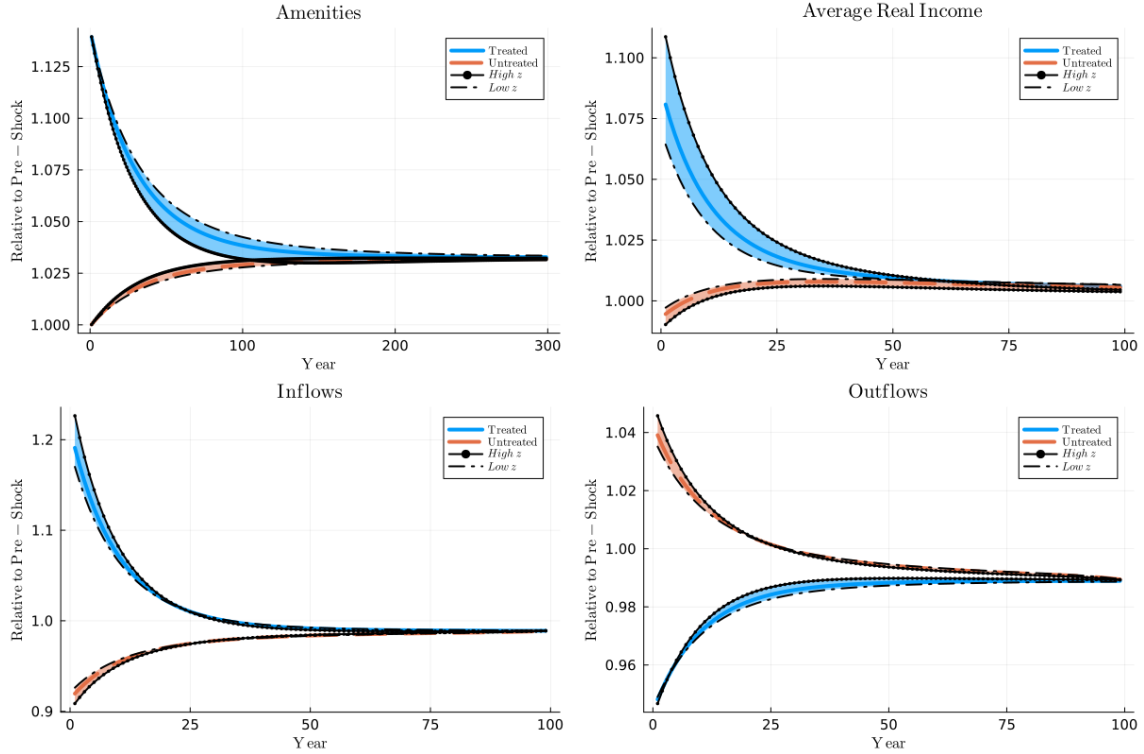 Amenities
Relative to Pre − Shock
1.125
1.100
1.075
1.050
1.025
1.000
0
100
200
300
Year
Treated
Untreated
High z
Low z
Average Real Income
Relative to Pre − Shock
1.100
1.075
1.050
1.025
1.000
0
25
50
75
100
Year
Treated
Untreated
High z
Low z
Inflows
Relative to Pre − Shock
1.2
1.1
1.0
0.9
0
25
50
75
100
Year
Treated
Untreated
High z
Low z
Outflows
Relative to Pre − Shock
1.04
1.02
1.00
0.98
0.96
0
25
50
75
100
Year
Treated
Untreated
High z
Low z